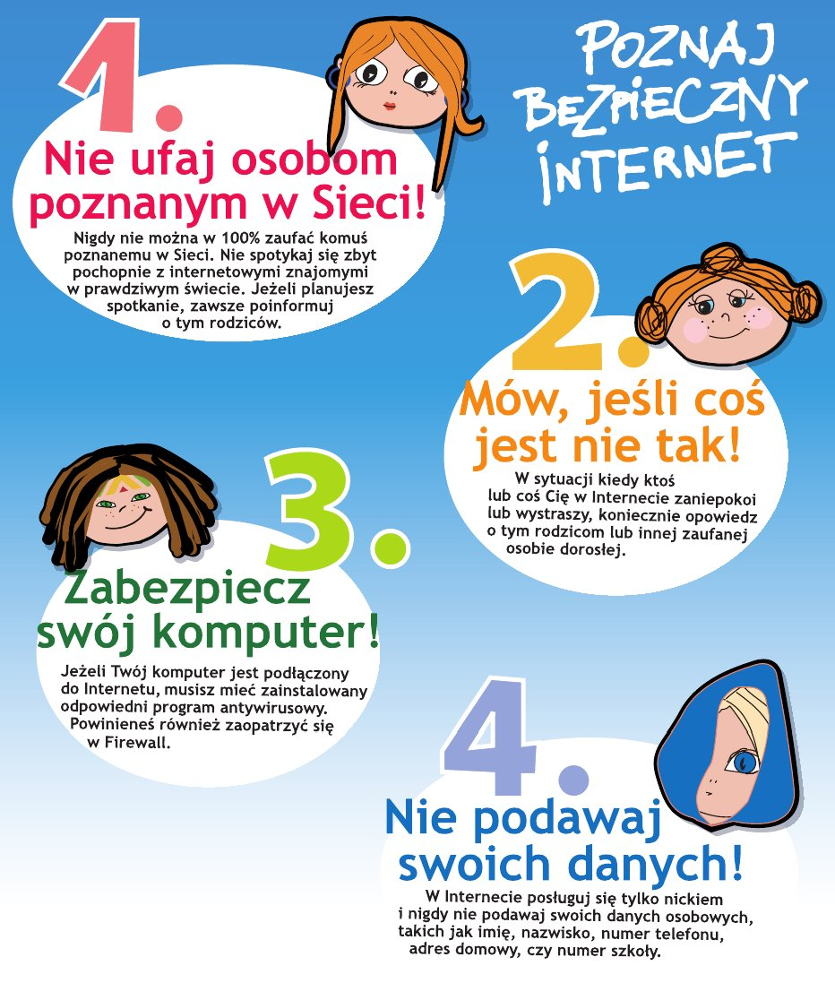 POZNAJ
BEZPIECZNY
INTERNET
1.
Nie ufaj osobom
poznanym w Sieci!
Nigdy nie można w 100% zaufać komuś
poznanemu w Sieci. Nie spotykaj się zbyt
pochopnie z internetowymi znajomymi
w prawdziwym świecie. Jeżeli planujesz
spotkanie, zawsze poinformuj
o tym rodziców.
2.
Mów, jeśli coś
jest nie tak!
W sytuacji kiedy ktoś
lub coś Cię w Internecie zaniepokoi
lub wystraszy, koniecznie opowiedz
o tym rodzicom lub innej zaufanej
osobie dorosłej.
3.
Zabezpiecz
swój komputer!
Jeżeli Twój komputer jest podłączony
do Internetu, musisz mieć zainstalowany
odpowiedni program antywirusowy.
Powinieneś również zaopatrzyć się
w Firewall.
4.
Nie podawaj
swoich danych!
W Internecie posługuj się tylko nickiem
i nigdy nie podawaj swoich danych osobowych,
takich jak imię, nazwisko, numer telefonu,
adres domowy, czy numer szkoły.